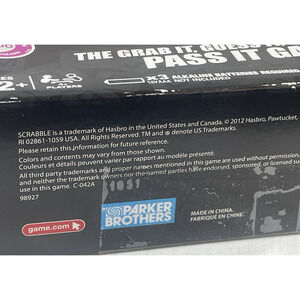 THE GRAB IT, GUESS
PASS IT GA
2+
PLAYERS
x3 ALKALINE BATTERIES REQUIRED
1.5V AAA NOT INCLUDED
SCRABBLE is a trademark of Hasbro in the United States and Canada. © 2012 Hasbro, Pawtucket,
RI 02861-1059 USA. All Rights Reserved. TM and ® denote US Trademarks.
Please retain this information for future reference.
Colors and contents may vary from those shown.
Couleurs et détails peuvent varier par rapport au modèle présenté.
All third party trademarks and proper names mentioned in this game are used without permission,
and neither the trademark owners nor the named parties have endorsed, sponsored, or licensed
use in this game. C-042A
98927
game.com
PARKER
BROTHERS
MADE IN CHINA.
FABRIQUÉ EN CHINE.